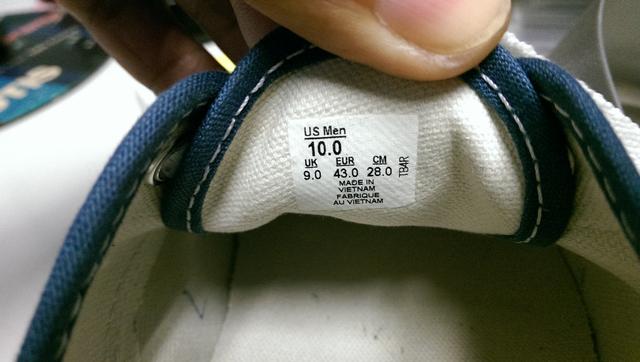 US Men
10.0
UK EUR CM
9.0 43.0 28.0
MADE IN
VIETNAM
FABRIQUE
AU VIETNAM
TB4R